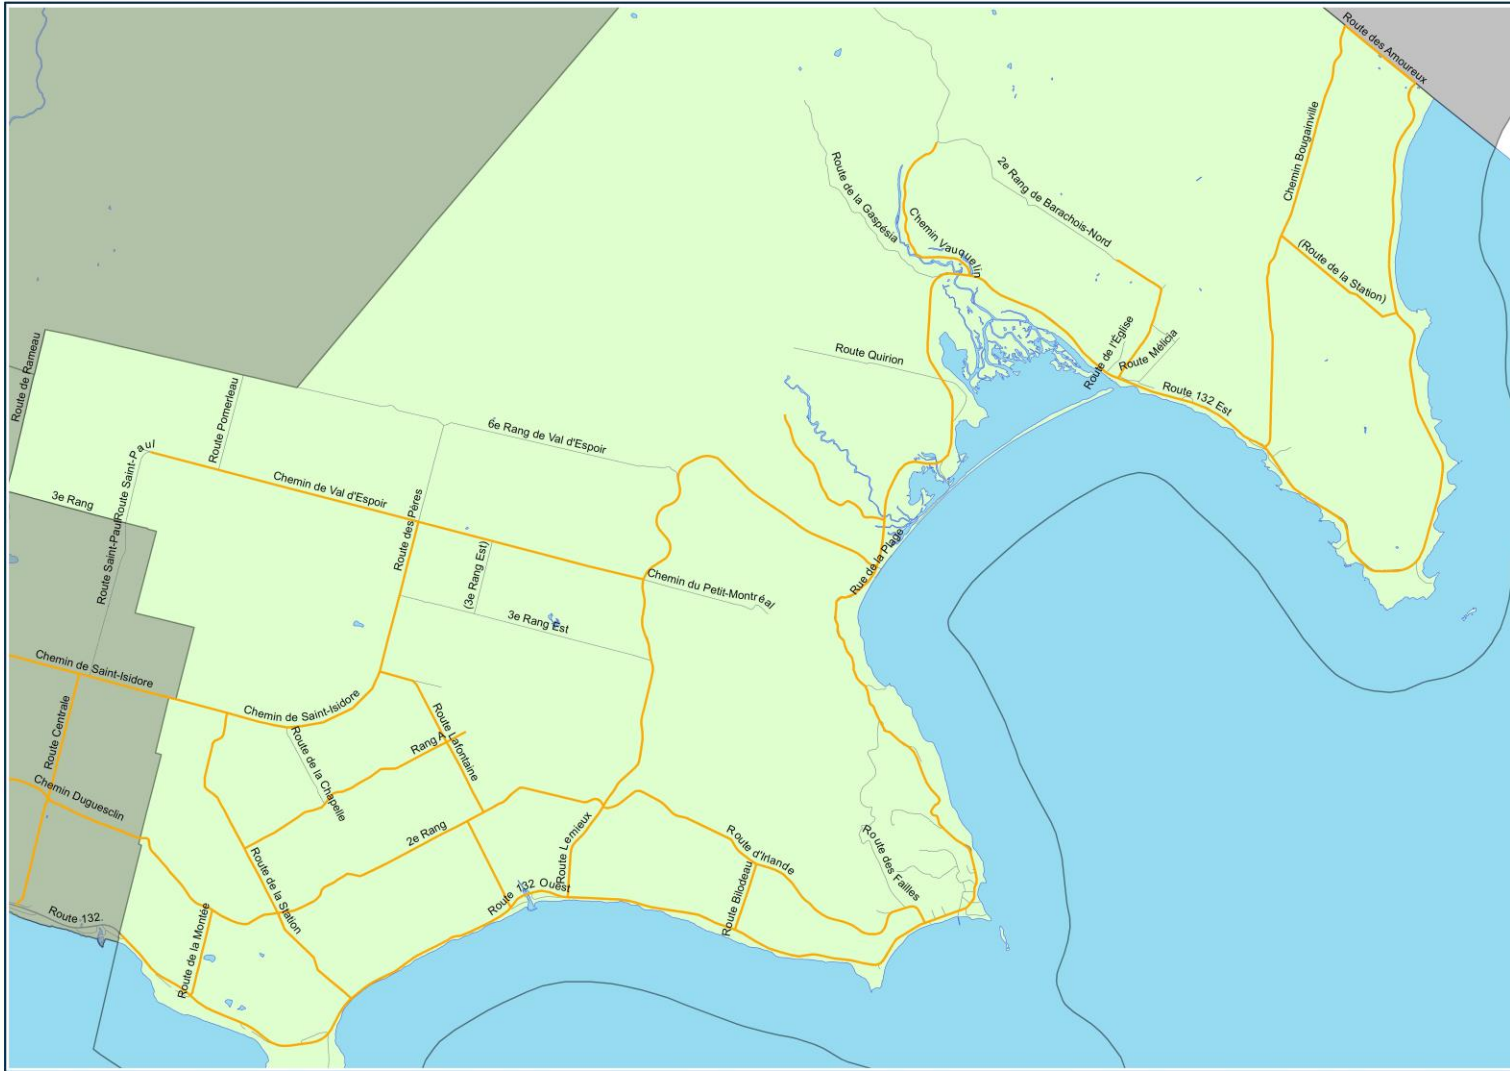 Route des Amoureux
Chemin Bougainville
Route de la Gaspésia
2e Rang de Barachois-Nord
Chemin Vauquelin
(Route de la Station)
Route de Rameau
Route Quirion
Route de l'Église
Route Mélicia
Route 132 Est
Route Pomerleau
6e Rang de Val d'Espoir
Route Saint-Paul
Chemin de Val d'Espoir
3e Rang
Route Saint-Paul
Route des Pères
(3e Rang Est)
Rue de la Plage
Chemin du Petit-Montréal
3e Rang Est
Chemin de Saint-Isidore
Chemin de Saint-Isidore
Route Centrale
Route de la Chapelle
Rang A
Route Lafontaine
Chemin Duguesclin
2e Rang
Route Lemieux
Route d'Irlande
Route des Failles
Route de la Station
Route 132 Ouest
Route Bilodeau
Route 132
Route de la Montée